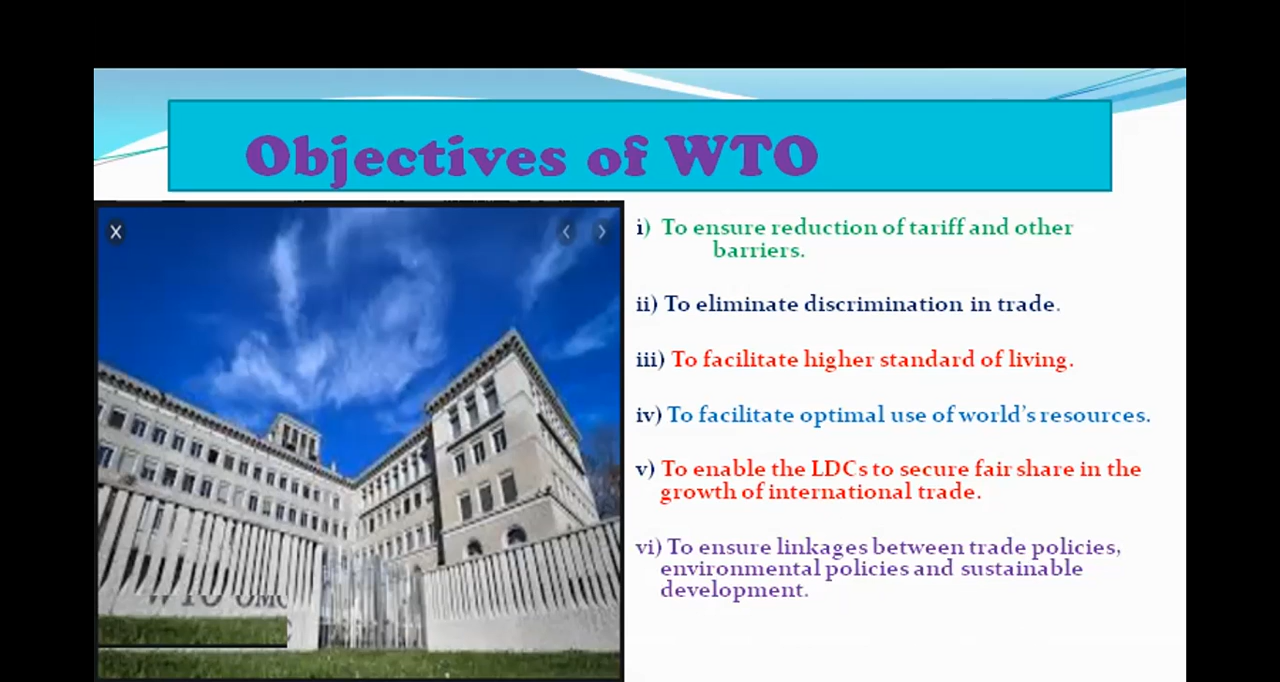 Objectives of WTO
i) To ensure reduction of tariff and other
barriers.
ii) To eliminate discrimination in trade.
iii) To facilitate higher standard of living.
iv) To facilitate optimal use of world's resources.
v) To enable the LDCs to secure fair share in the
growth of international trade.
vi) To ensure linkages between trade policies,
environmental policies and sustainable
development.
WTO OMC